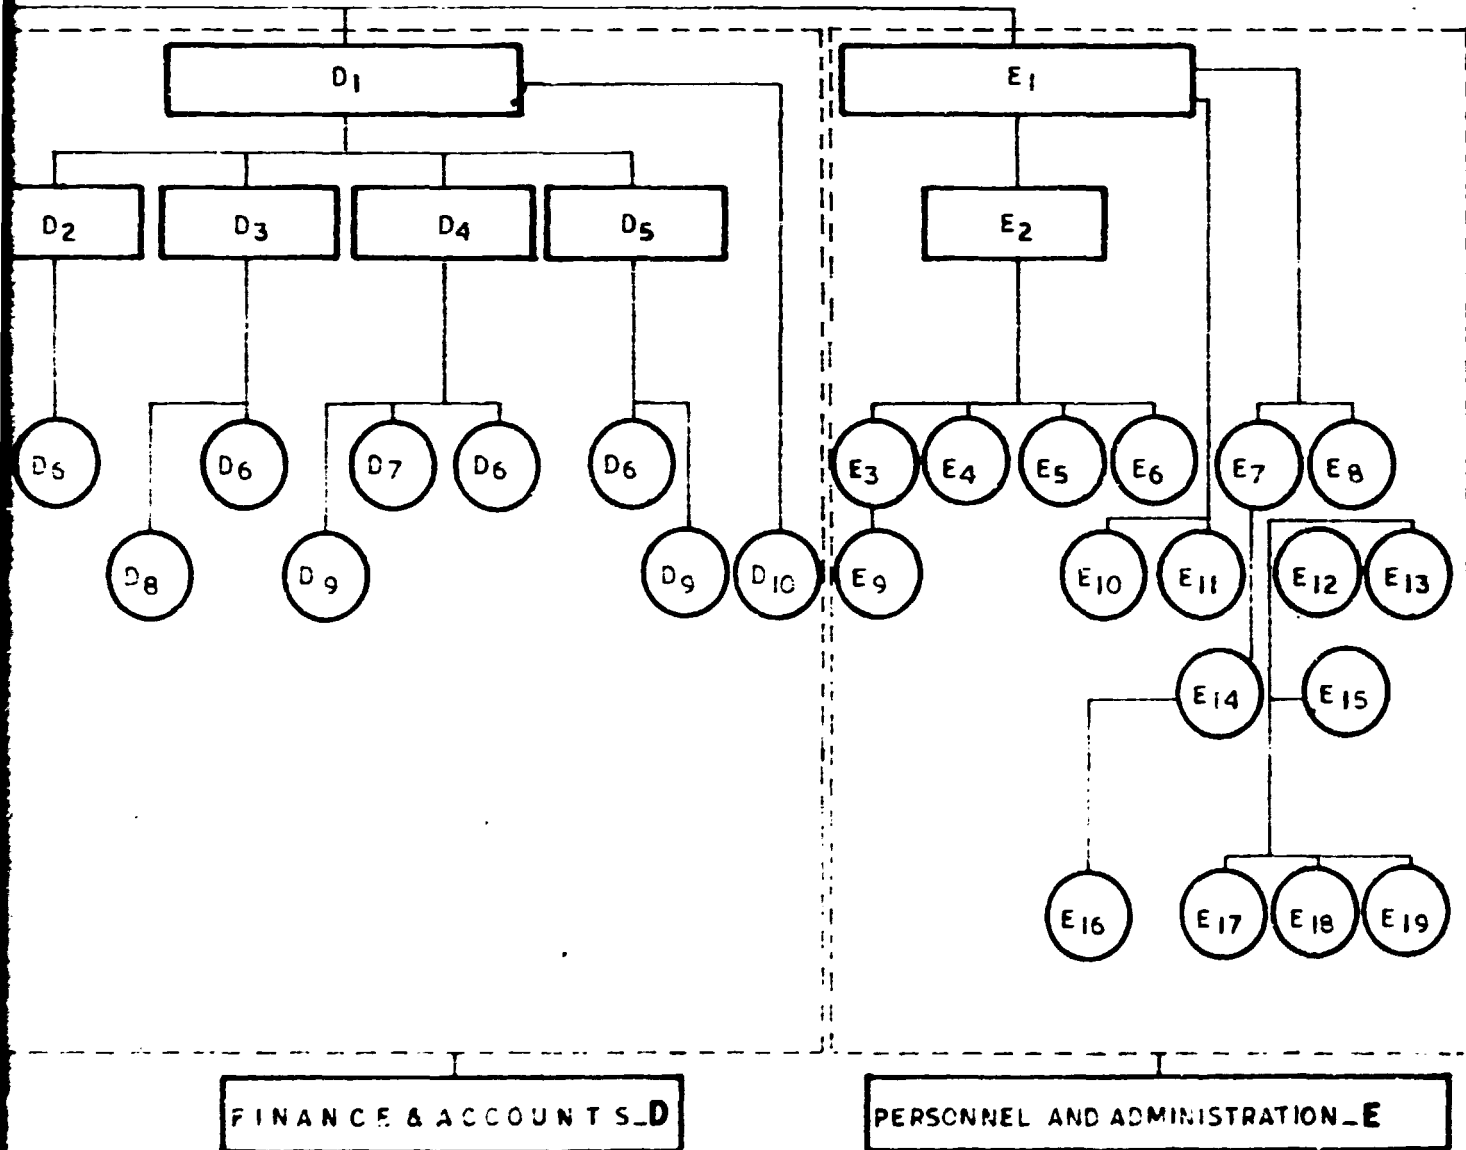 D1 E1
D2 D3 D4 D5 E2
D6 D7 D6 D6 E3 E4 E5 E6 E7 E8
D8 D9 D9 D10 E9 E10 E11 E12 E13
E14 E15
E16 E17 E18 E19
FINANCE & ACCOUNTS_D PERSONNEL AND ADMINISTRATION_E